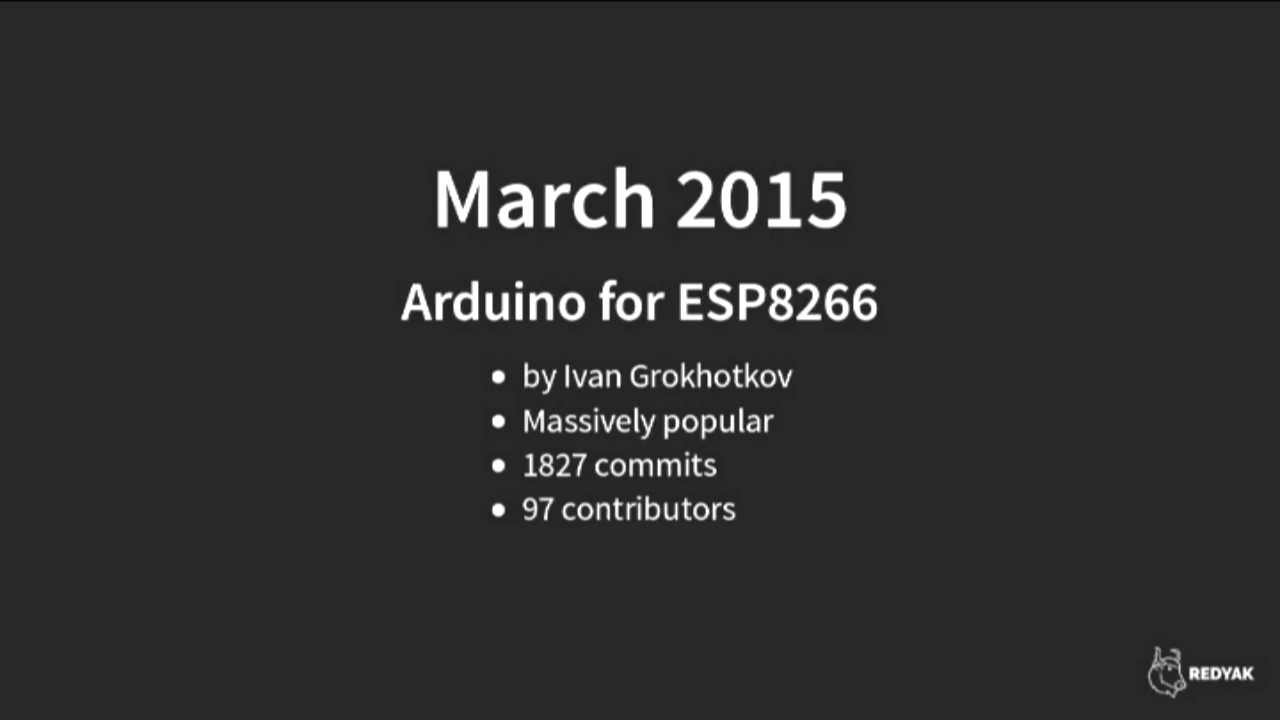 March 2015
Arduino for ESP8266
by Ivan Grokhotkov
Massively popular
1827 commits
97 contributors
REDYAK